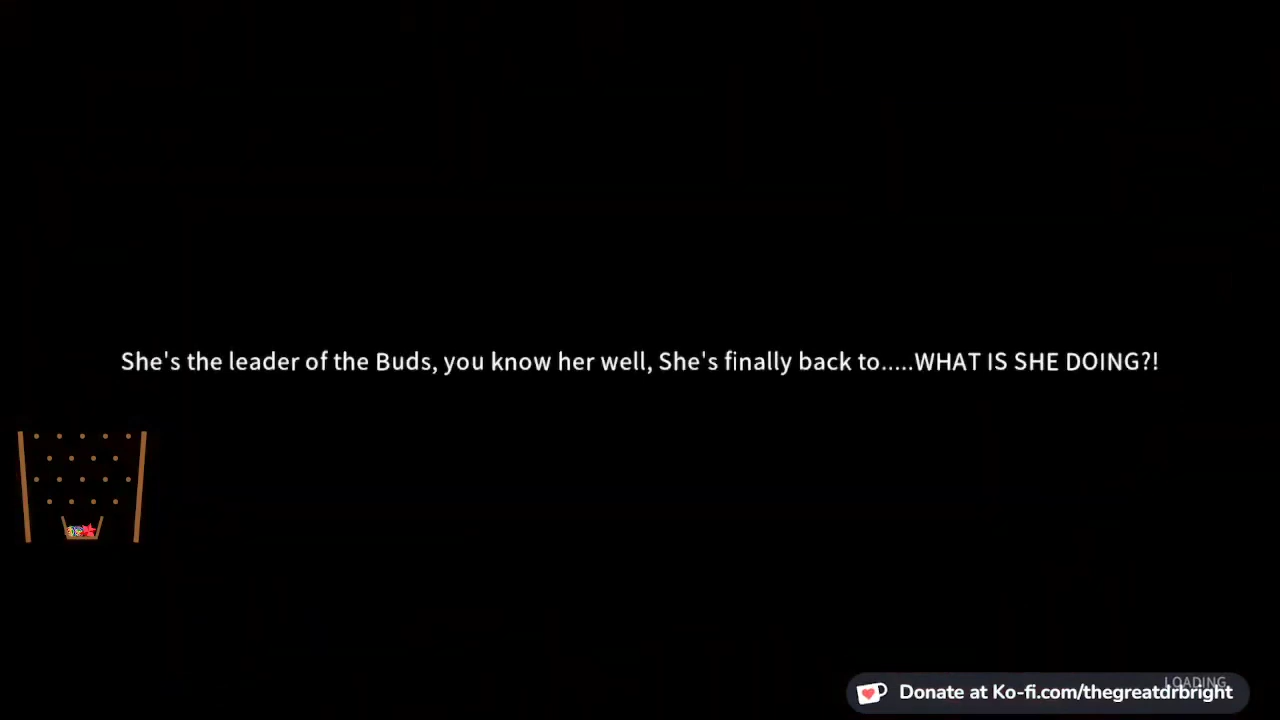 She's the leader of the Buds, you know her well, She's finally back to.....WHAT IS SHE DOING?!
LOADING
Donate at Ko-fi.com/thegreatdrbright